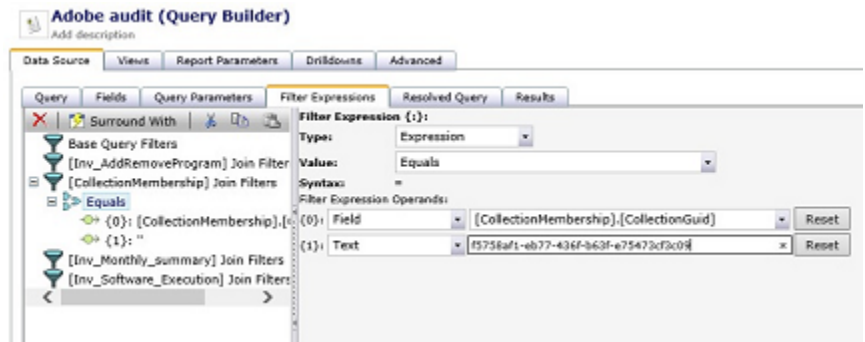 Adobe audit (Query Builder)
Add description
Data Source Views Report Parameters Drilldowns Advanced
Query Fields Query Parameters Filter Expressions Resolved Query Results
Surround With
Filter Expression {:}:
Base Query Filters
Type: Expression
[Inv_AddRemoveProgram] Join Filter
Value: Equals
[CollectionMembership] Join Filters
Syntax: =
Equals
Filter Expression Operands:
{0}: [CollectionMembership].[
{0}: Field [CollectionMembership].[CollectionGuid] Reset
{1}: ''
{1}: Text f5758af1-eb77-436f-b63f-e75473cf3c09 × Reset
[Inv_Monthly_summary] Join Filters
[Inv_Software_Execution] Join Filters